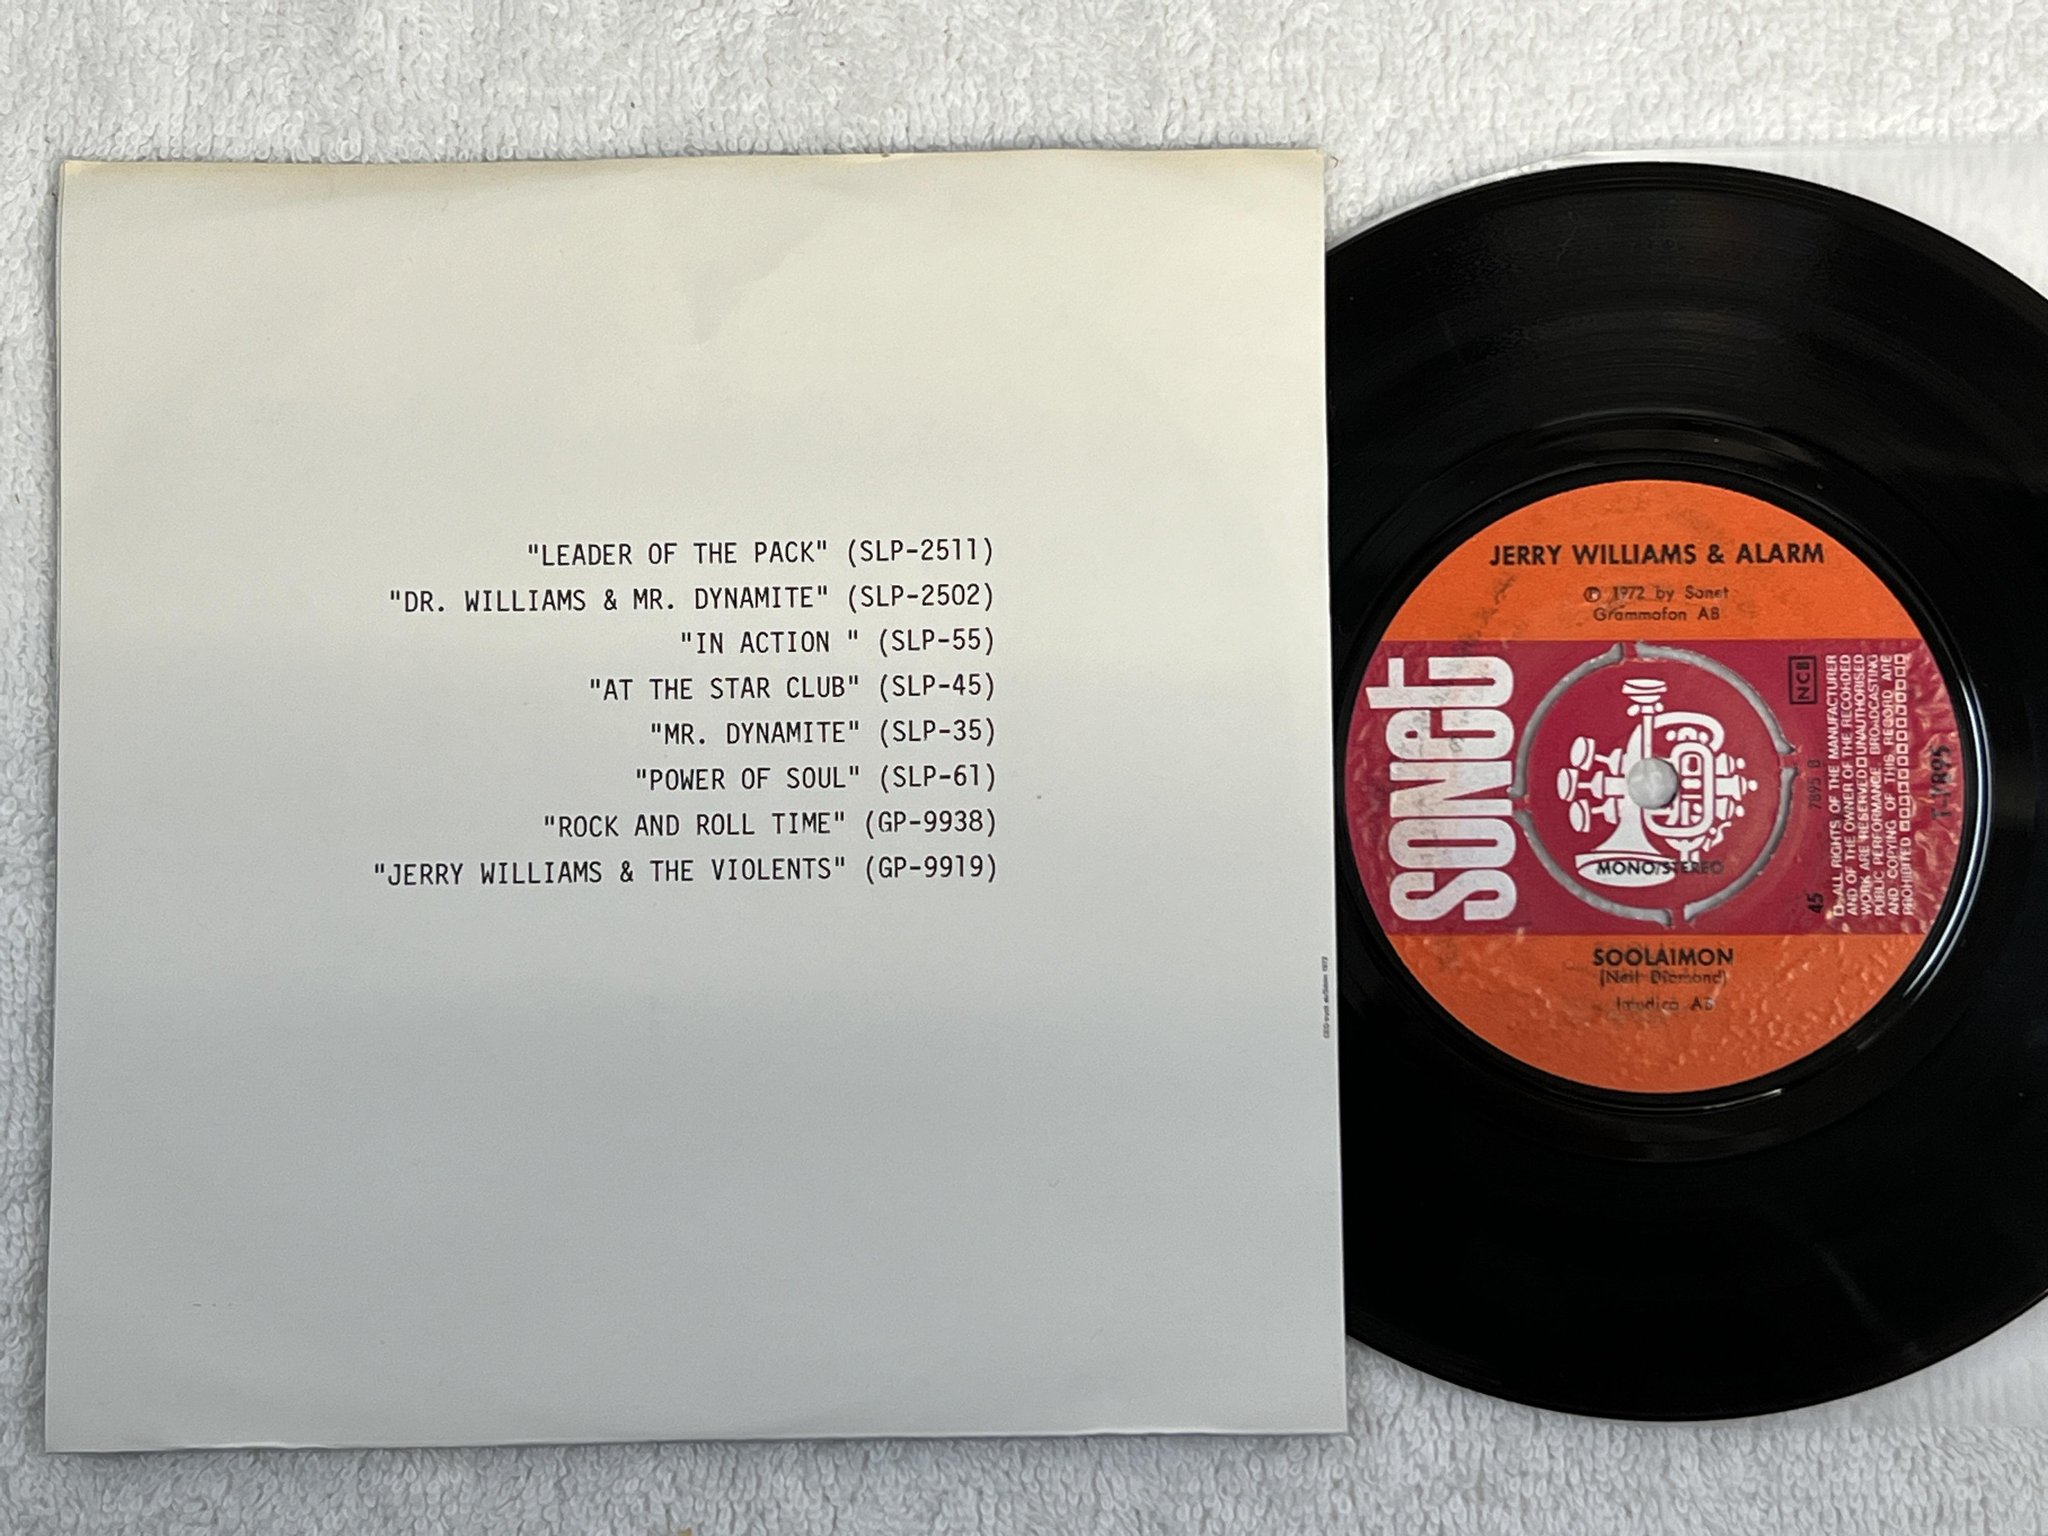 "LEADER OF THE PACK" (SLP-2511)
"DR. WILLIAMS & MR. DYNAMITE" (SLP-2502)
"IN ACTION " (SLP-55)
"AT THE STAR CLUB" (SLP-45)
"MR. DYNAMITE" (SLP-35)
"POWER OF SOUL" (SLP-61)
"ROCK AND ROLL TIME" (GP-9938)
"JERRY WILLIAMS & THE VIOLENTS" (GP-9919)
1972
JERRY WILLIAMS & ALARM
℗ 1972 by Sonet
Grammofon AB
SONET
NCB
7895 B
45
ALL RIGHTS OF THE MANUFACTURER
AND OF THE OWNER OF THE RECORDED
WORK ARE RESERVED UNAUTHORISED
PUBLIC PERFORMANCE, BROADCASTING
AND COPYING OF THIS RECORD ARE
PROHIBITED
T-7895
MONO/STEREO
SOOLAIMON
(Neil Diamond)
AB